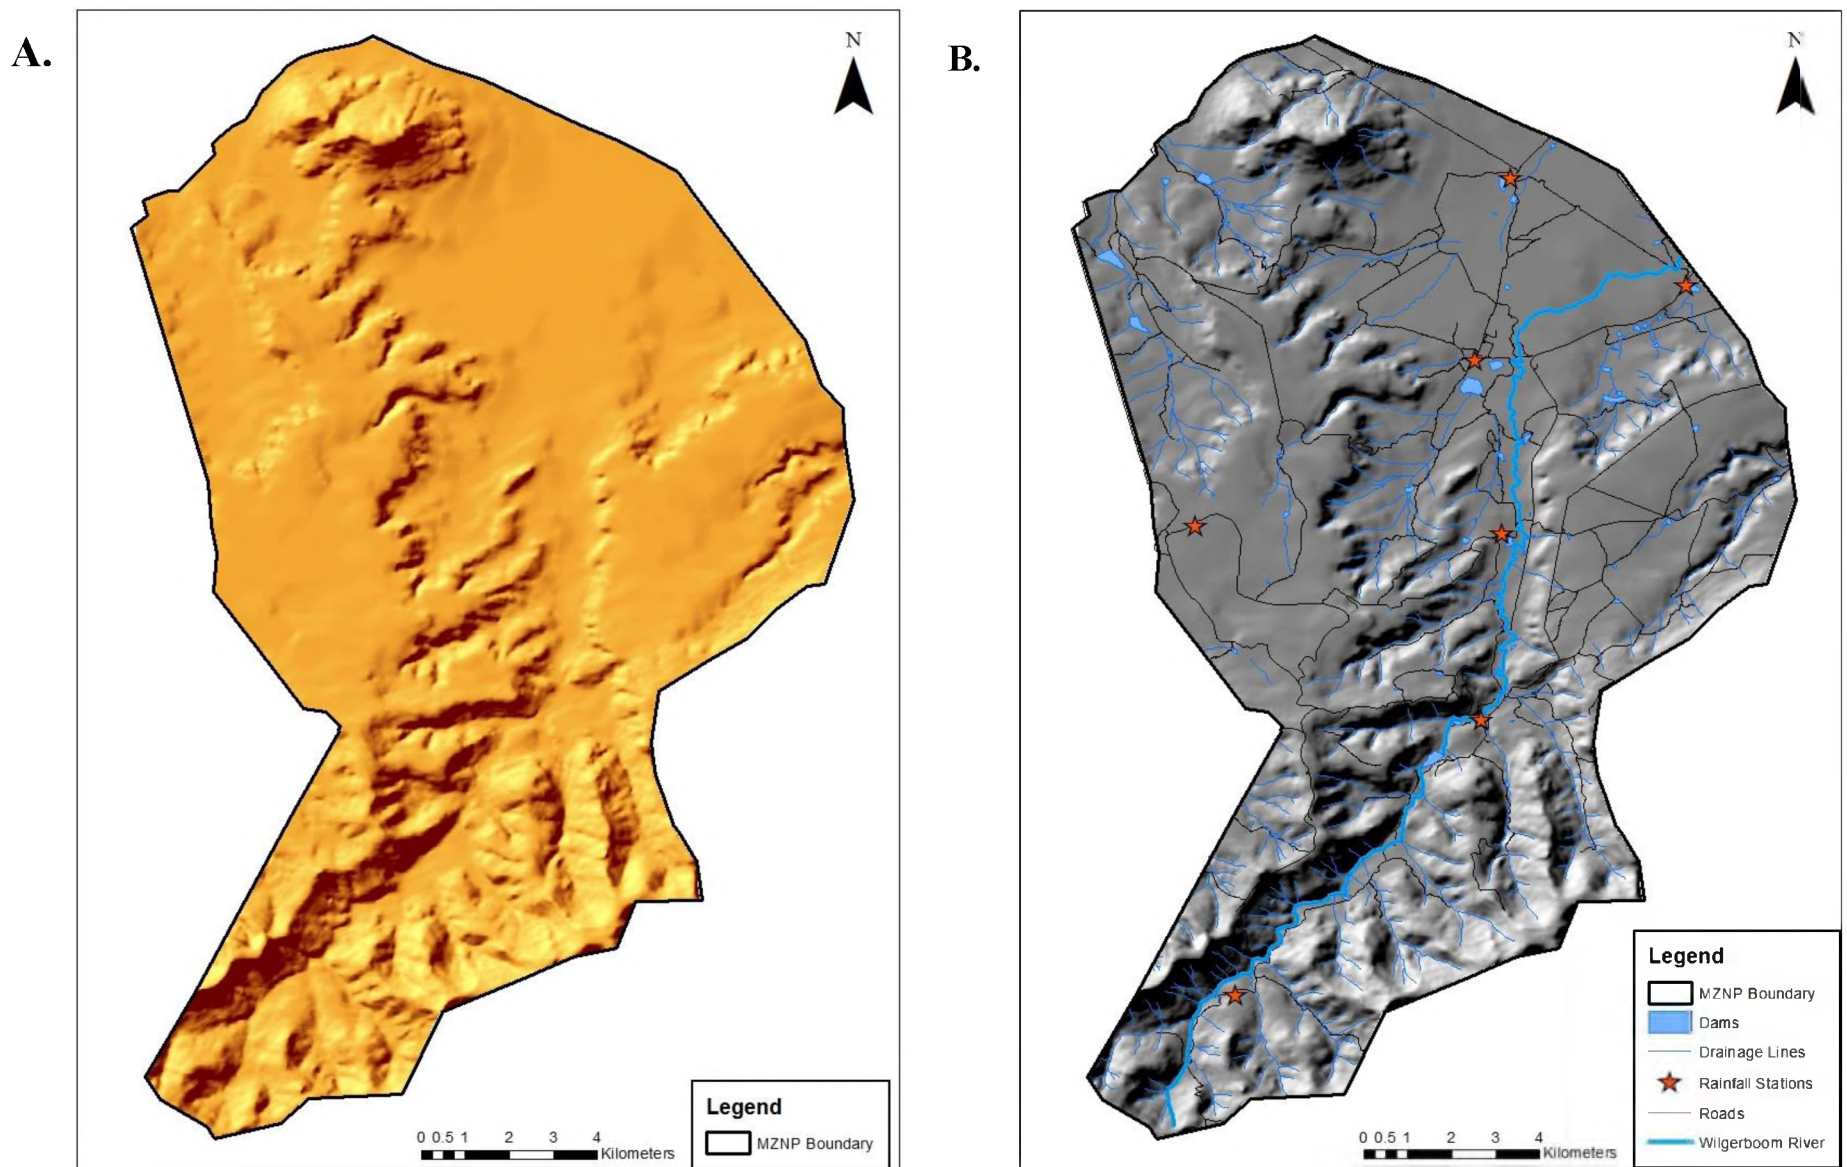 A.
N
Legend
MZNP Boundary
0 0.5 1 2 3 4
Kilometers
B.
N
Legend
MZNP Boundary
Dams
Drainage Lines
Rainfall Stations
Roads
Wilgerboom River
0 0.5 1 2 3 4
Kilometers